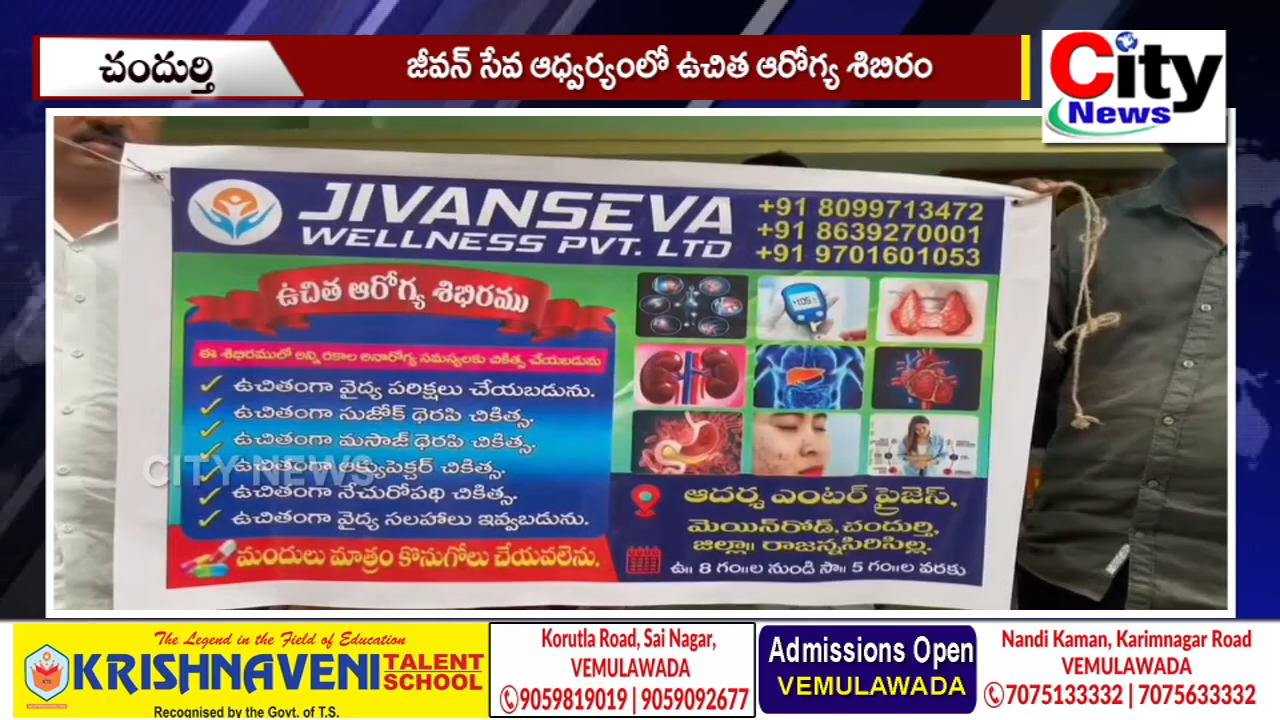 చందుర్తి
జీవన్ సేవ ఆధ్వర్యంలో ఉచిత ఆరోగ్య శిబిరం
City
News
JIVANSEVA
WELLNESS PVT. LTD
+91 8099713472
+91 8639270001
+91 9701601053
ఉచిత ఆరోగ్య శిభిరము
ఈ శిభిరములో అన్ని రకాల అనారోగ్య సమస్యలకు చికిత్స చేయబడును
ఉచితంగా వైద్య పరిక్షలు చేయబడును.
ఉచితంగా సుజోక్ థెరపి చికిత్స.
ఉచితంగా మసాజ్ థెరపి చికిత్స.
ఉచితంగా ఆక్యుపెక్చర్ చికిత్స.
ఉచితంగా నేచురోపథి చికిత్స.
ఉచితంగా వైద్య సలహాలు ఇవ్వబడును.
మందులు మాత్రం కొనుగోలు చేయవలెను.
CITY NEWS
ఆదర్శ ఎంటర్ ప్రైజెస్,
మెయిన్‌రోడ్, చందుర్తి,
జిల్లా॥ రాజన్నసిరిసిల్ల.
ఉ॥ 8 గం॥ల నుండి సా॥ 5 గం॥ల వరకు
The Legend in the Field of Education
KRISHNAVENI TALENT SCHOOL
Recognised by the Govt. of T.S.
Korutla Road, Sai Nagar,
VEMULAWADA
9059819019 | 9059092677
Admissions Open
VEMULAWADA
Nandi Kaman, Karimnagar Road
VEMULAWADA
7075133332 | 7075633332